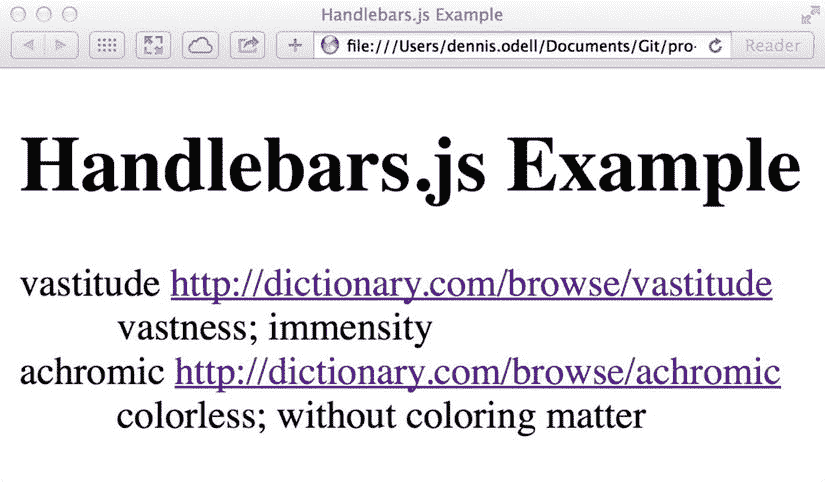 Handlebars.js Example
file:///Users/dennis.odell/Documents/Git/pro-
Reader
Handlebars.js Example
vastitude http://dictionary.com/browse/vastitude
vastness; immensity
achromic http://dictionary.com/browse/achromic
colorless; without coloring matter